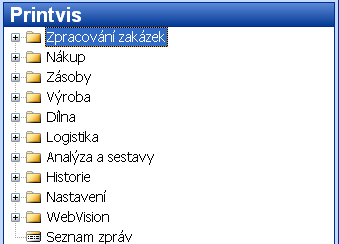 Printvis
Zpracování zakázek
Nákup
Zásoby
Výroba
Dílna
Logistika
Analýza a sestavy
Historie
Nastavení
WebVision
Seznam zpráv